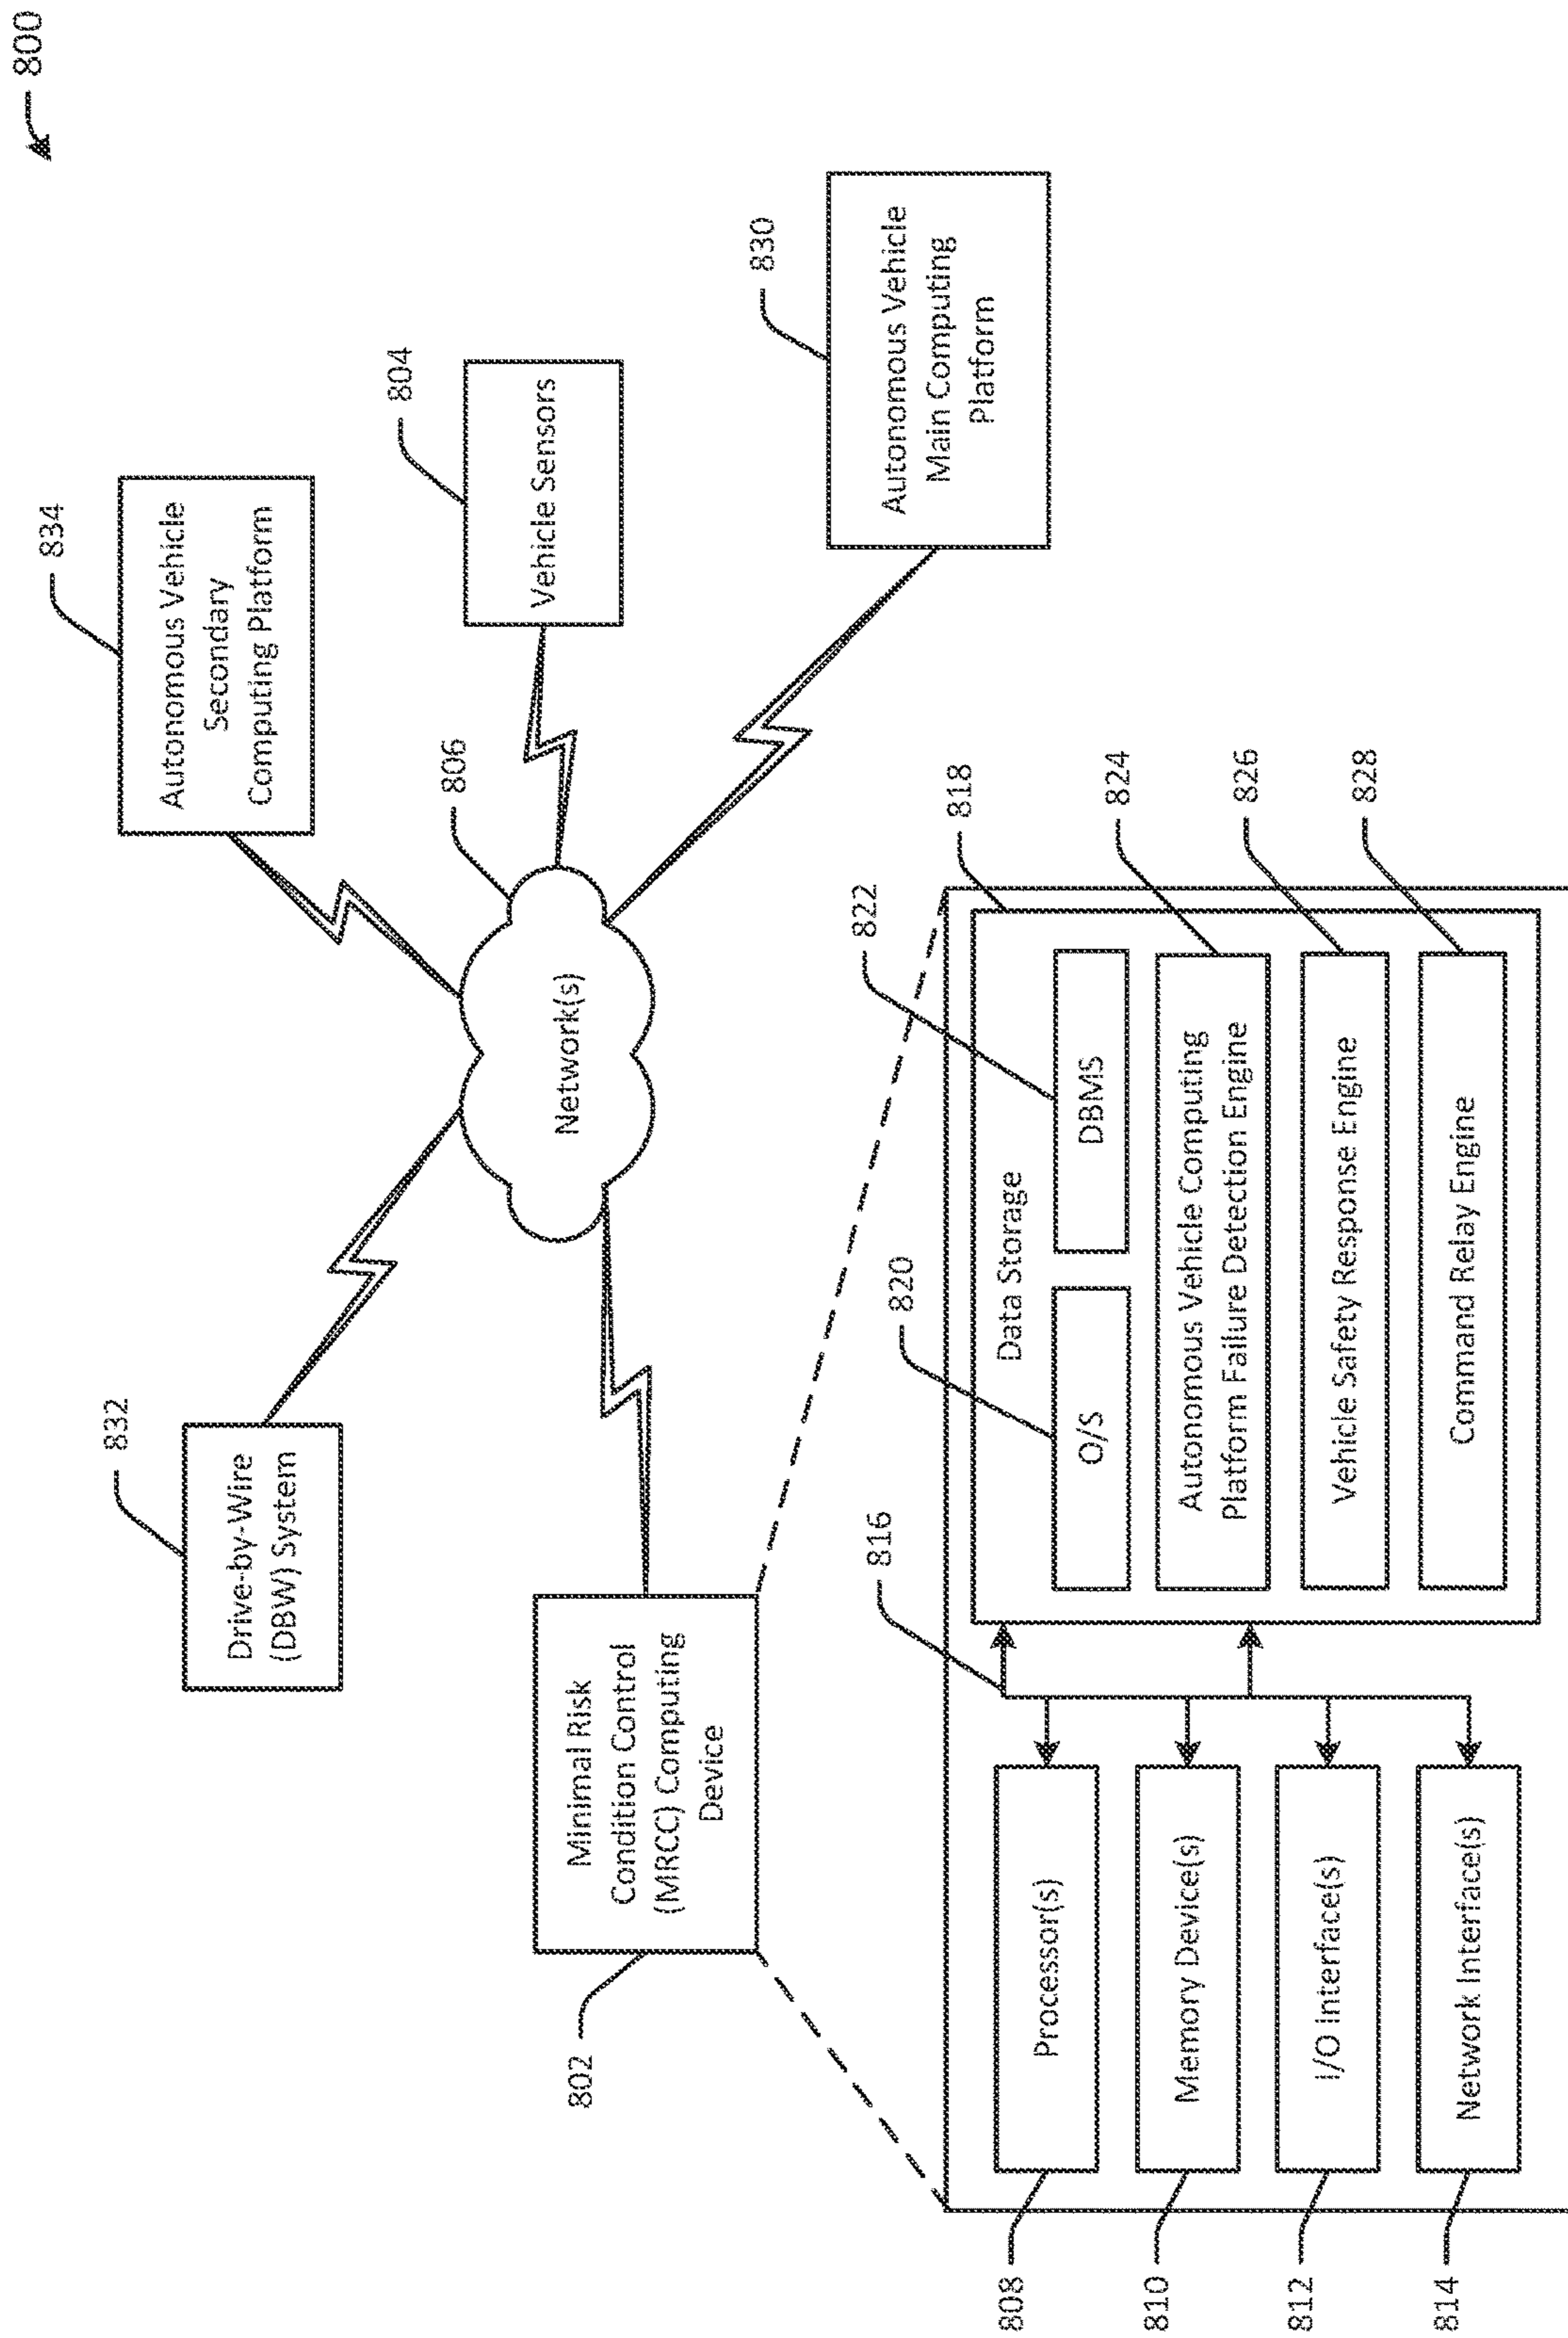 800
832
Drive-by-Wire
(DBW) System
834
Autonomous Vehicle
Secondary
Computing Platform
804
Vehicle Sensors
806
Network(s)
830
Autonomous Vehicle
Main Computing
Platform
802
Minimal Risk
Condition Control
(MRCC) Computing
Device
808
Processor(s)
810
Memory Device(s)
812
I/O Interface(s)
814
Network Interface(s)
816
818
Data Storage
820
O/S
822
DBMS
824
Autonomous Vehicle Computing
Platform Failure Detection Engine
826
Vehicle Safety Response Engine
828
Command Relay Engine